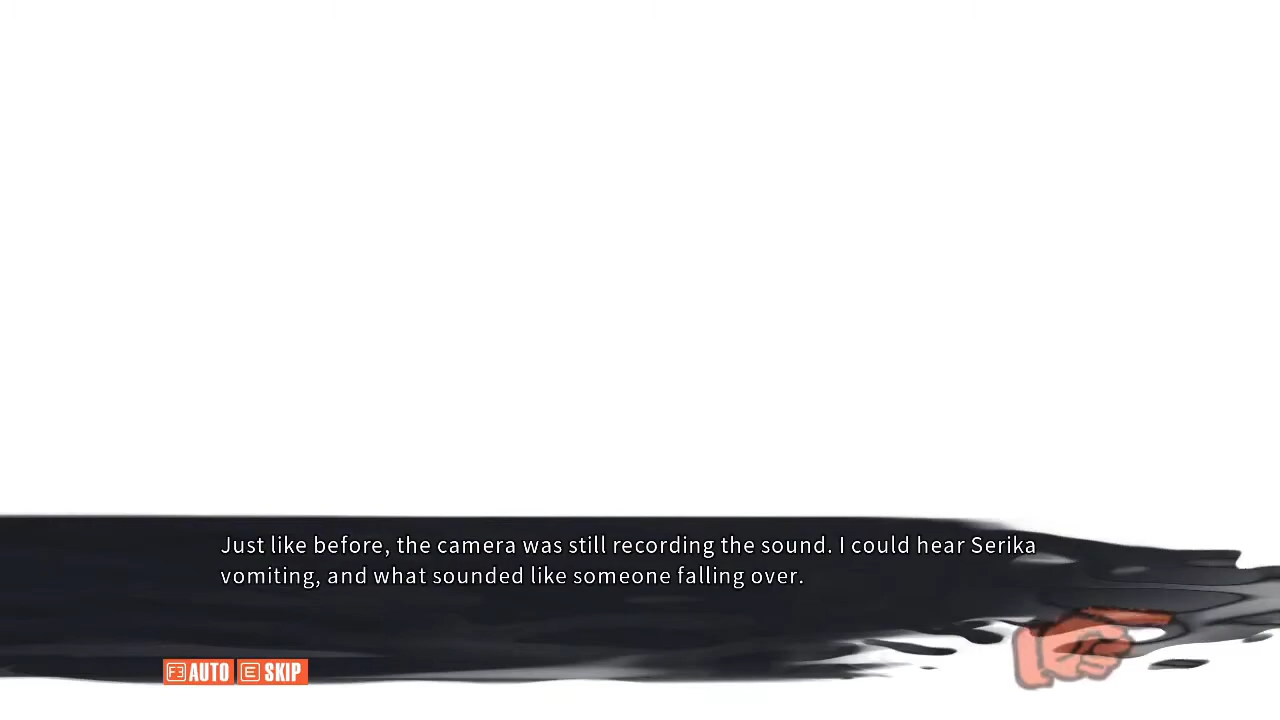 Just like before, the camera was still recording the sound. I could hear Serika
vomiting, and what sounded like someone falling over.
F3 AUTO E SKIP